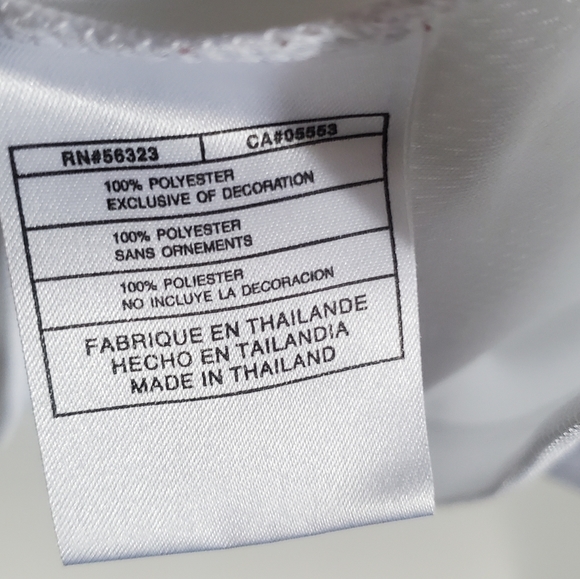 RN#56323 CA#05553
100% POLYESTER
EXCLUSIVE OF DECORATION
100% POLYESTER
SANS ORNEMENTS
100% POLIESTER
NO INCLUYE LA DECORACION
FABRIQUE EN THAILANDE
HECHO EN TAILANDIA
MADE IN THAILAND